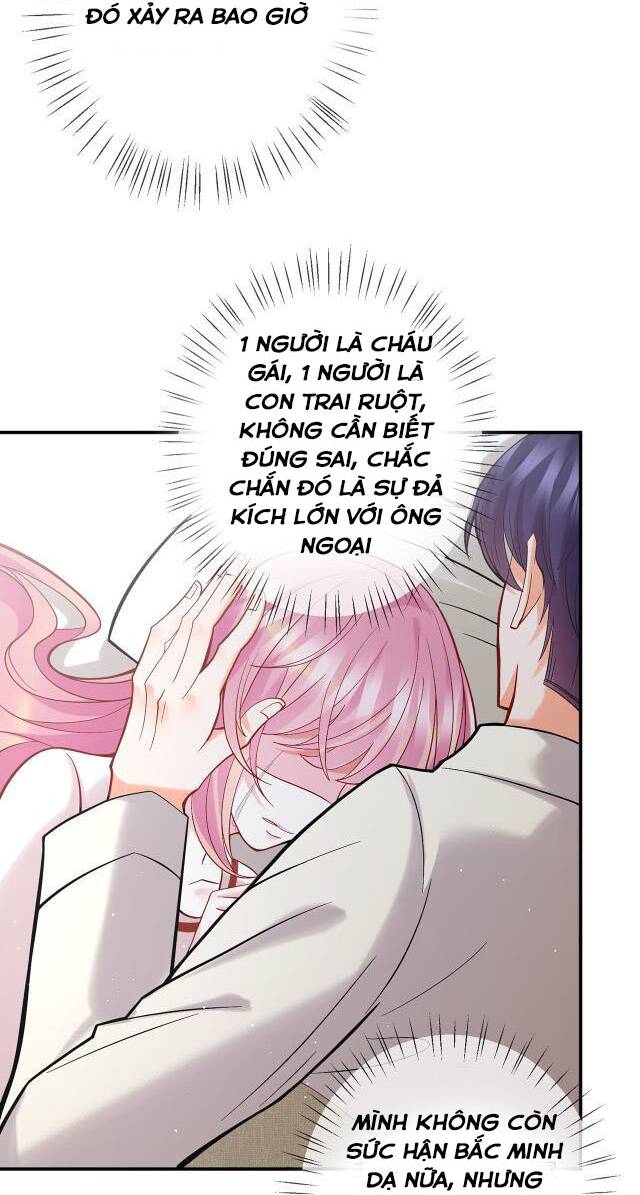 ĐÓ XẢY RA BAO GIỜ
1 NGƯỜI LÀ CHÁU
GÁI, 1 NGƯỜI LÀ
CON TRAI RUỘT,
KHÔNG CẦN BIẾT
ĐÚNG SAI, CHẮC
CHẮN ĐÓ LÀ SỰ ĐẢ
KÍCH LỚN VỚI ÔNG
NGOẠI
MÌNH KHÔNG CÒN
SỨC HẬN BẮC MINH
DẠ NỮA, NHƯNG